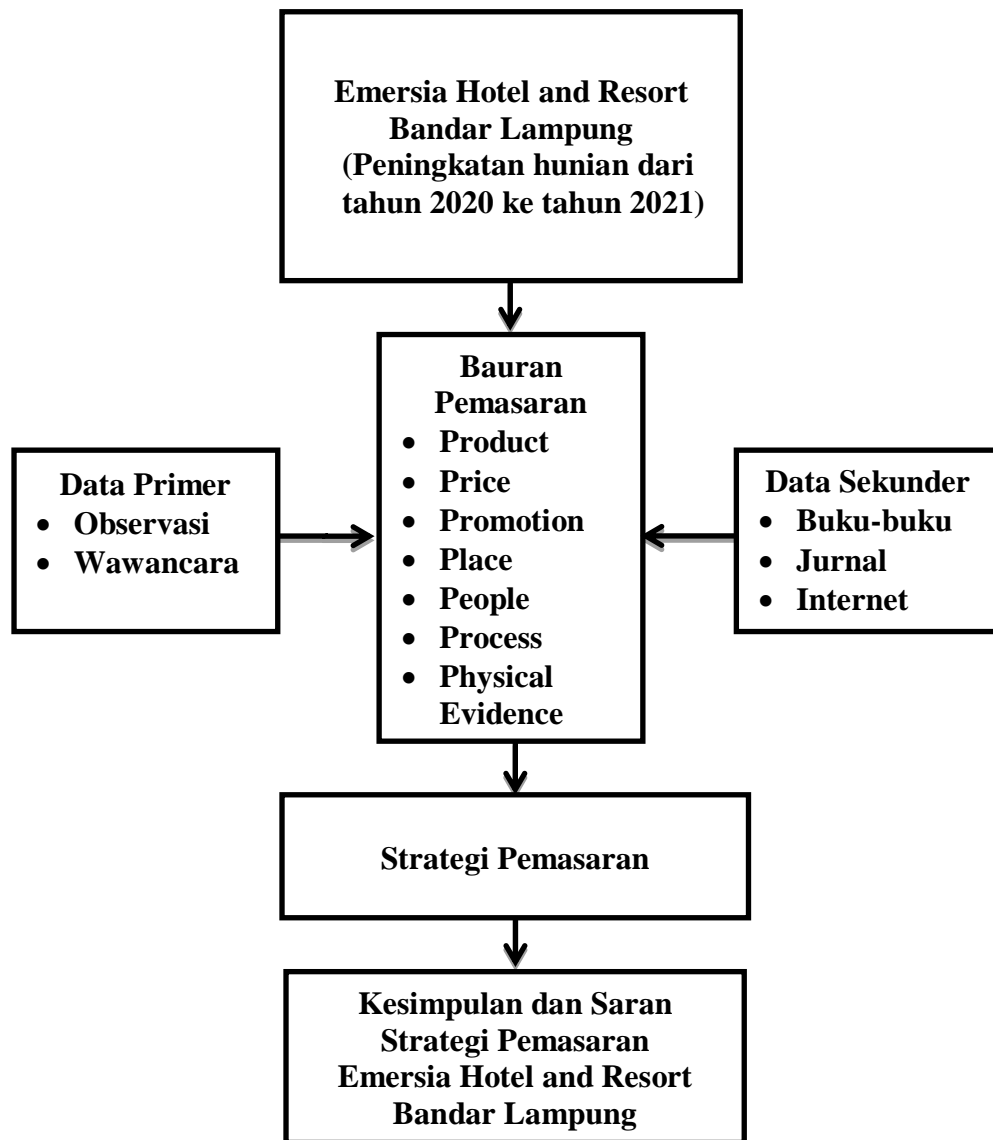 Emersia Hotel and Resort
Bandar Lampung
(Peningkatan hunian dari
tahun 2020 ke tahun 2021)
Bauran
Pemasaran
• Product
• Price
• Promotion
• Place
• People
• Process
• Physical
Evidence
Data Primer
• Observasi
• Wawancara
Data Sekunder
• Buku-buku
• Jurnal
• Internet
Strategi Pemasaran
Kesimpulan dan Saran
Strategi Pemasaran
Emersia Hotel and Resort
Bandar Lampung